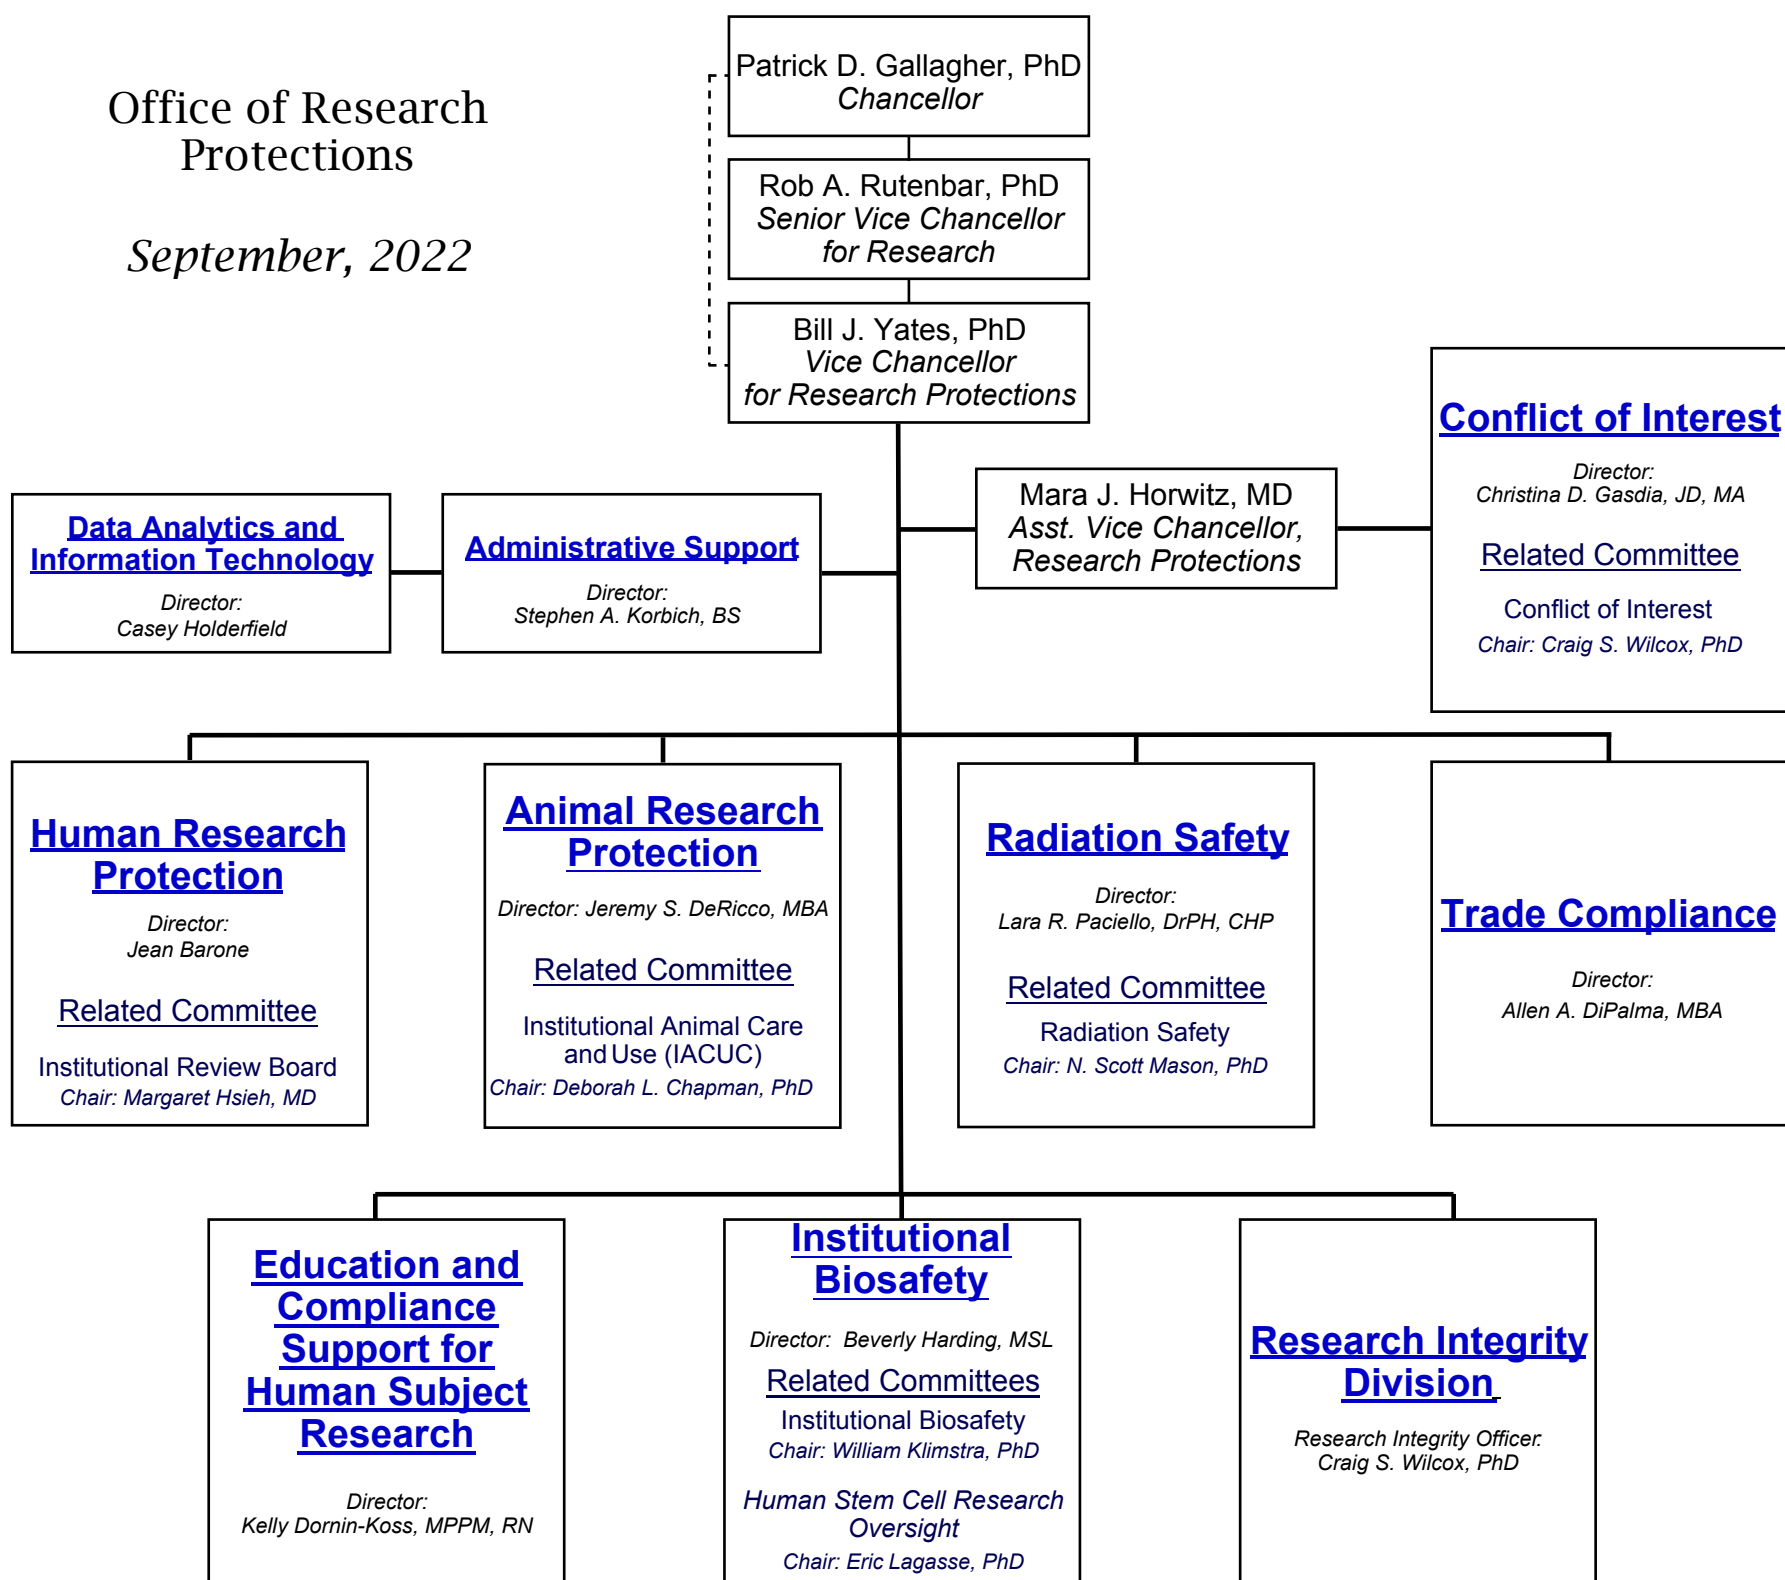 Office of Research
Protections
September, 2022
Patrick D. Gallagher, PhD
Chancellor
Rob A. Rutenbar, PhD
Senior Vice Chancellor
for Research
Bill J. Yates, PhD
Vice Chancellor
for Research Protections
Conflict of Interest
Director:
Christina D. Gasdia, JD, MA
Related Committee
Conflict of Interest
Chair: Craig S. Wilcox, PhD
Mara J. Horwitz, MD
Asst. Vice Chancellor,
Research Protections
Data Analytics and
Information Technology
Director:
Casey Holderfield
Administrative Support
Director:
Stephen A. Korbich, BS
Human Research
Protection
Director:
Jean Barone
Related Committee
Institutional Review Board
Chair: Margaret Hsieh, MD
Animal Research
Protection
Director: Jeremy S. DeRicco, MBA
Related Committee
Institutional Animal Care
and Use (IACUC)
Chair: Deborah L. Chapman, PhD
Radiation Safety
Director:
Lara R. Paciello, DrPH, CHP
Related Committee
Radiation Safety
Chair: N. Scott Mason, PhD
Trade Compliance
Director:
Allen A. DiPalma, MBA
Education and
Compliance
Support for
Human Subject
Research
Director:
Kelly Dornin-Koss, MPPM, RN
Institutional
Biosafety
Director: Beverly Harding, MSL
Related Committees
Institutional Biosafety
Chair: William Klimstra, PhD
Human Stem Cell Research
Oversight
Chair: Eric Lagasse, PhD
Research Integrity
Division
Research Integrity Officer:
Craig S. Wilcox, PhD